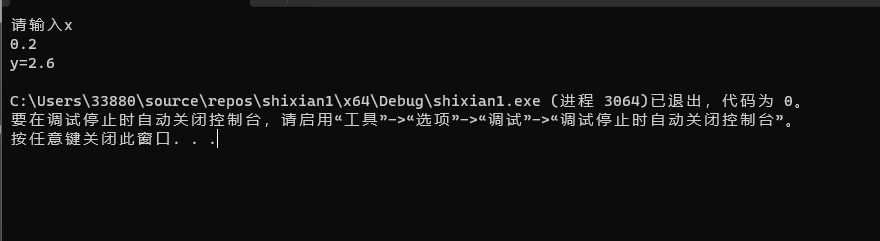 请输入x
0.2
y=2.6
C:\Users\33880\source\repos\shixian1\x64\Debug\shixian1.exe (进程 3064)已退出，代码为 0。
要在调试停止时自动关闭控制台，请启用“工具”->“选项”->“调试”->“调试停止时自动关闭控制台”。
按任意键关闭此窗口. . .